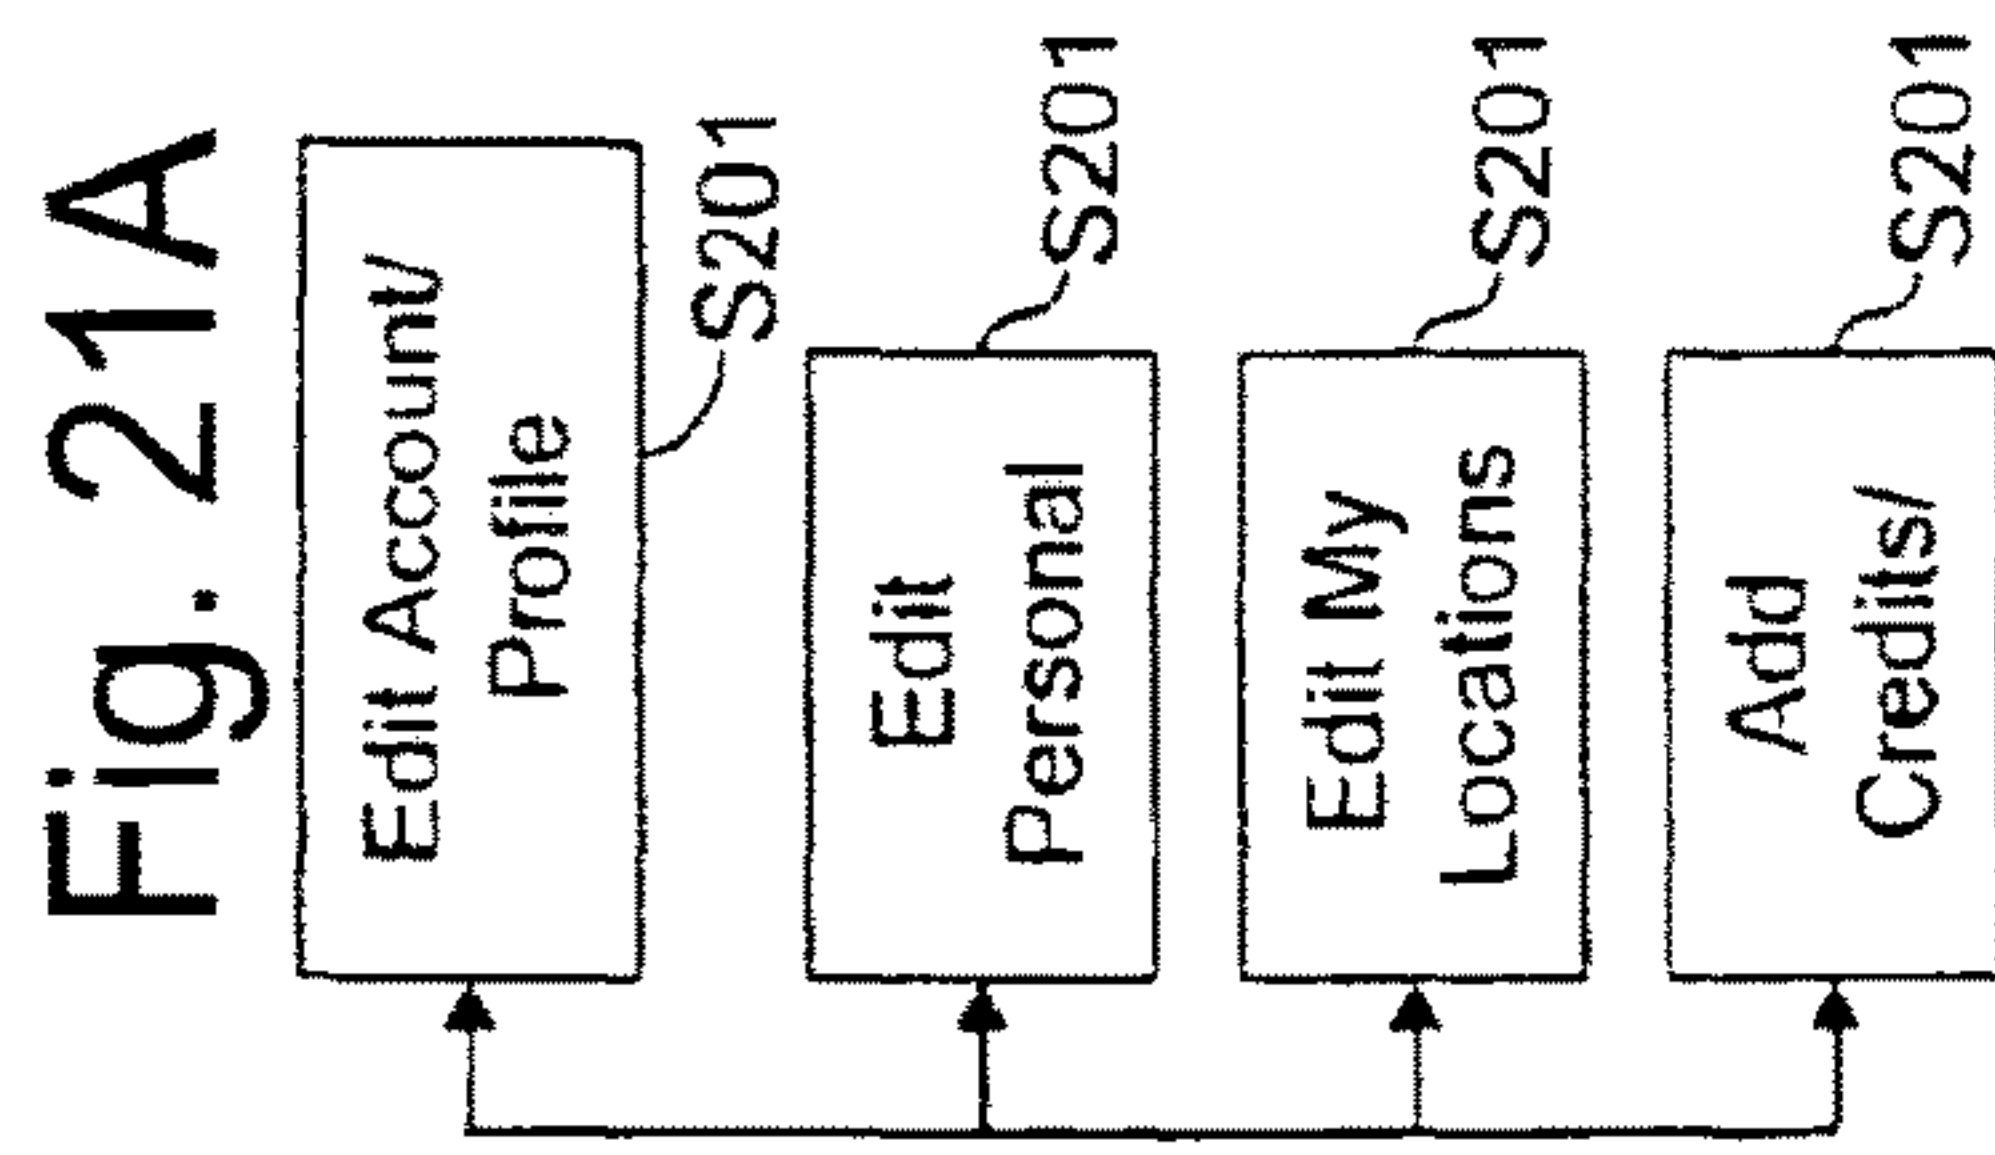 Fig. 21A
Edit Account/
Profile
S201
Edit
Personal
S201
Edit My
Locations
S201
Add
Credits/
S201